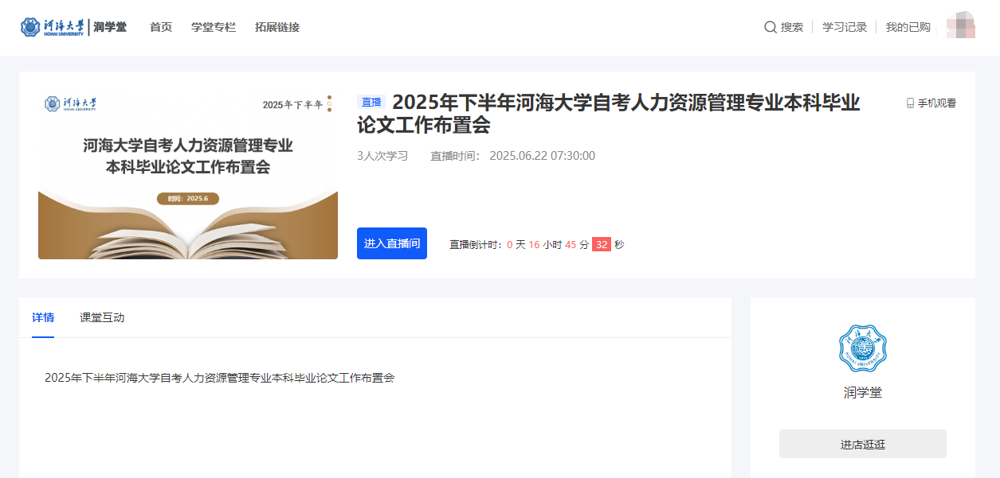 河海大学 HOHAI UNIVERSITY 润学堂 首页 学堂专栏 拓展链接 搜索 学习记录 我的已购
河海大学 HOHAI UNIVERSITY
2025年下半年
河海大学自考人力资源管理专业
本科毕业论文工作布置会
时间：2025.6
直播 2025年下半年河海大学自考人力资源管理专业本科毕业
论文工作布置会
手机观看
3人次学习 直播时间： 2025.06.22 07:30:00
进入直播间 直播倒计时: 0 天 16 小时 45 分 32 秒
详情 课堂互动
2025年下半年河海大学自考人力资源管理专业本科毕业论文工作布置会
河海大学
HOHAI UNIVERSITY
润学堂
进店逛逛